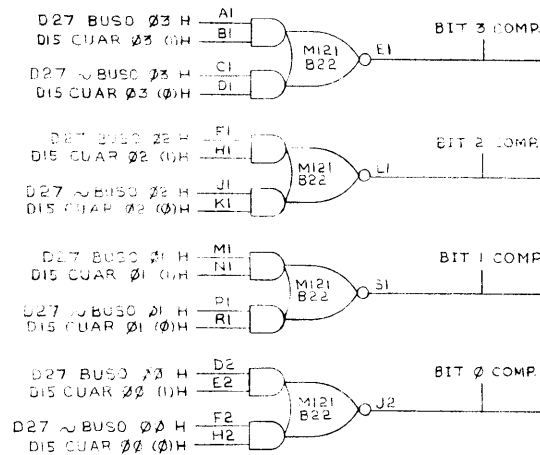 D27 BUSO Ø3 H A1
D15 CUAR Ø3 (1)H B1
M121 B22 E1 BIT 3 COMP.
D27 ~ BUSO Ø3 H C1
D15 CUAR Ø3 (Ø)H D1
D27 BUSO Ø2 H F1
D15 CUAR Ø2 (1)H H1
M121 B22 L1 BIT 2 COMP.
D27 ~ BUSO Ø2 H J1
D15 CUAR Ø2 (Ø)H K1
D27 BUSO Ø1 H M1
D15 CUAR Ø1 (1)H N1
M121 B22 S1 BIT 1 COMP.
D27 ~ BUSO Ø1 H P1
D15 CUAR Ø1 (Ø)H R1
D27 BUSO ØØ H D2
D15 CUAR ØØ (1)H E2
M121 B22 J2 BIT Ø COMP.
D27 ~ BUSO ØØ H F2
D15 CUAR ØØ (Ø)H H2